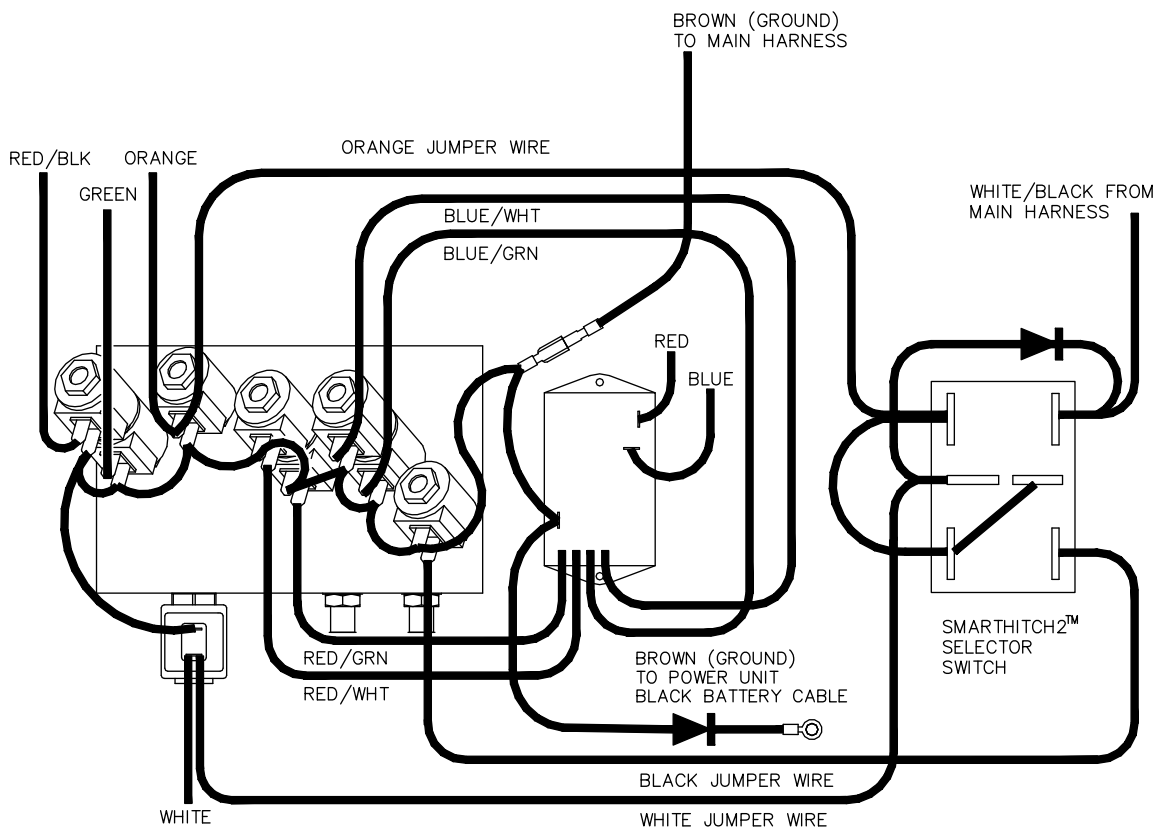 BROWN (GROUND)
TO MAIN HARNESS
ORANGE JUMPER WIRE
RED/BLK
ORANGE
GREEN
WHITE/BLACK FROM
MAIN HARNESS
BLUE/WHT
BLUE/GRN
RED
BLUE
SMARTHITCH2™
SELECTOR
SWITCH
RED/GRN
RED/WHT
BROWN (GROUND)
TO POWER UNIT
BLACK BATTERY CABLE
BLACK JUMPER WIRE
WHITE
WHITE JUMPER WIRE